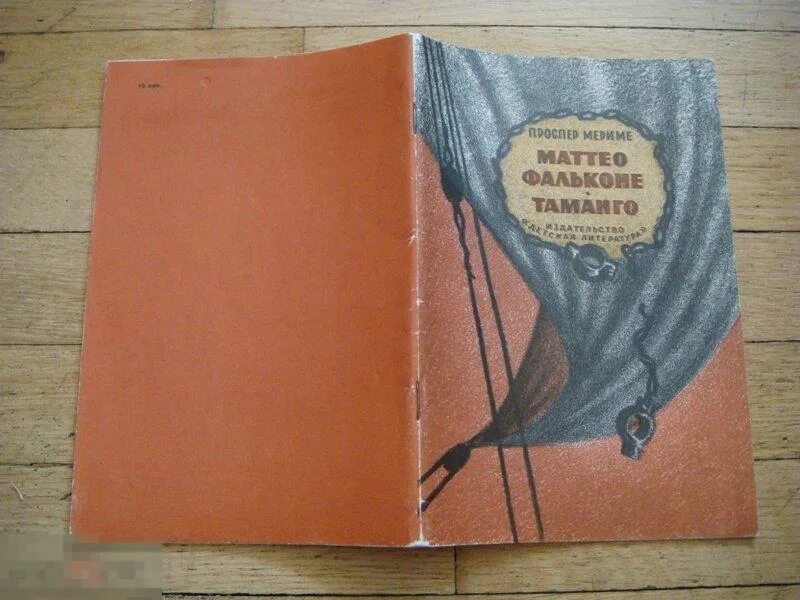 ПРОСПЕР МЕРИМЕ
МАТТЕО
ФАЛЬКОНЕ
•
ТАМАНГО
ИЗДАТЕЛЬСТВО
«ДЕТСКАЯ ЛИТЕРАТУРА»